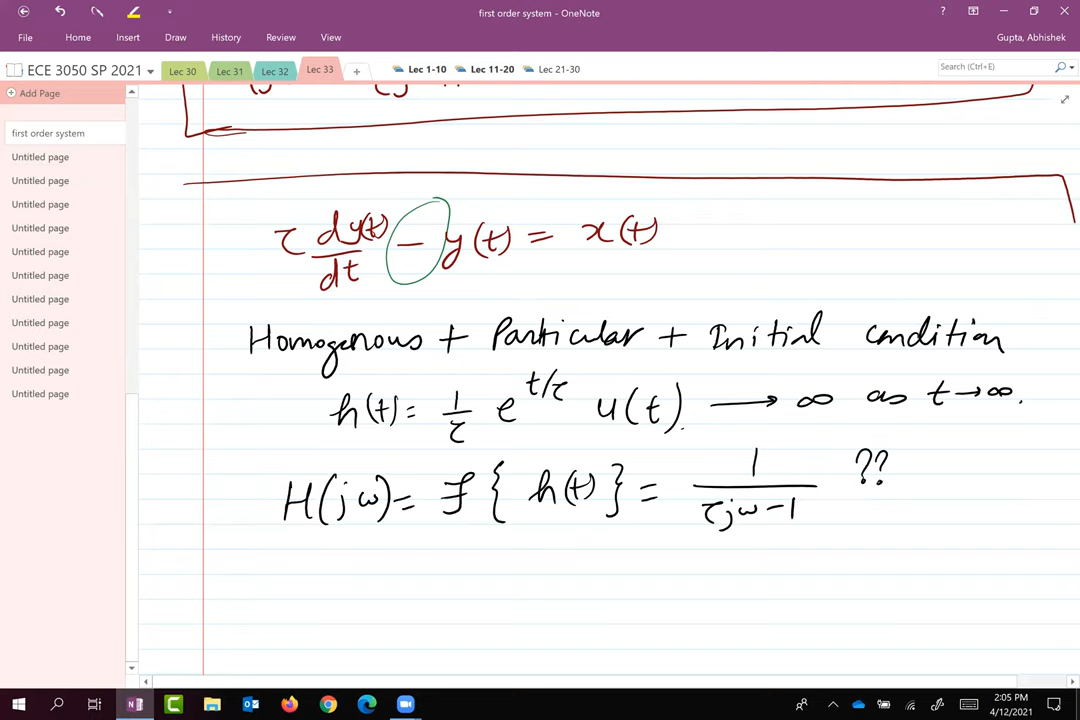 first order system - OneNote
Gupta, Abhishek
File Home Insert Draw History Review View
ECE 3050 SP 2021 Lec 30 Lec 31 Lec 32 Lec 33 + Lec 1-10 Lec 11-20 Lec 21-30 Search (Ctrl+E)
Add Page
first order system
Untitled page
Untitled page
Untitled page
Untitled page
Untitled page
Untitled page
Untitled page
Untitled page
Untitled page
Untitled page
Untitled page
τ dy(t)/dt − y(t) = x(t)
Homogenous + Particular + Initial condition
h(t) = 1/τ e^{t/τ} u(t). ⟶ ∞ as t → ∞.
H(jω) = ℱ{ h(t) } = 1/(τjω − 1) ??
2:05 PM
4/12/2021